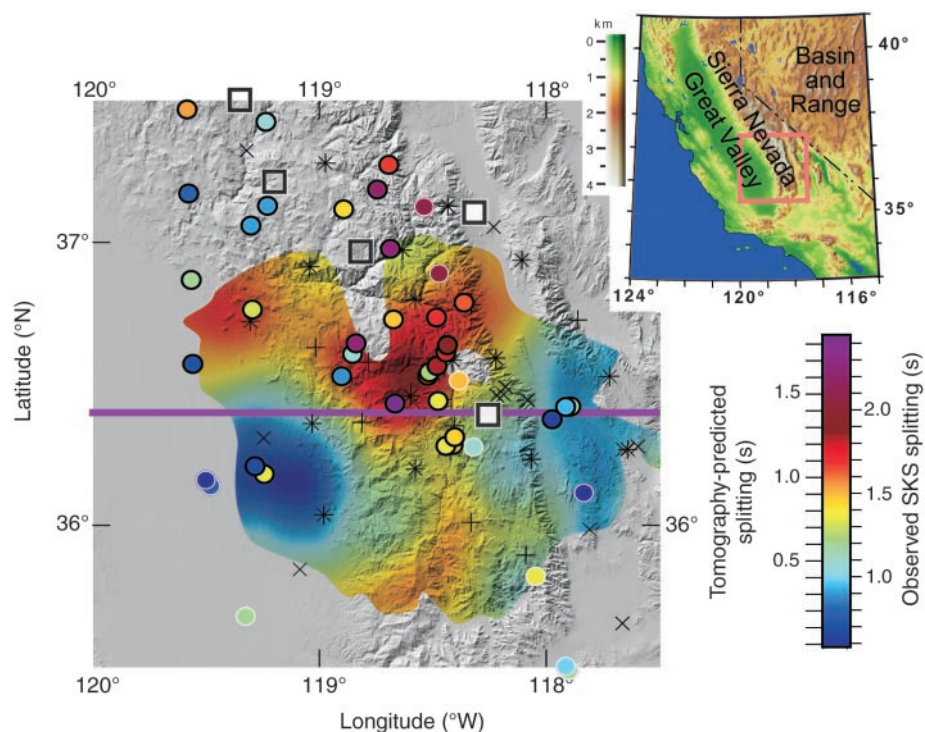 km
0
1
2
3
4
Sierra Nevada
Great Valley
Basin
and
Range
40°
35°
124°
120°
116°
120°
119°
118°
37°
36°
36°
120°
119°
118°
Latitude (°N)
Longitude (°W)
Tomography-predicted
splitting (s)
1.5
1.0
0.5
2.0
1.5
1.0
Observed SKS splitting (s)